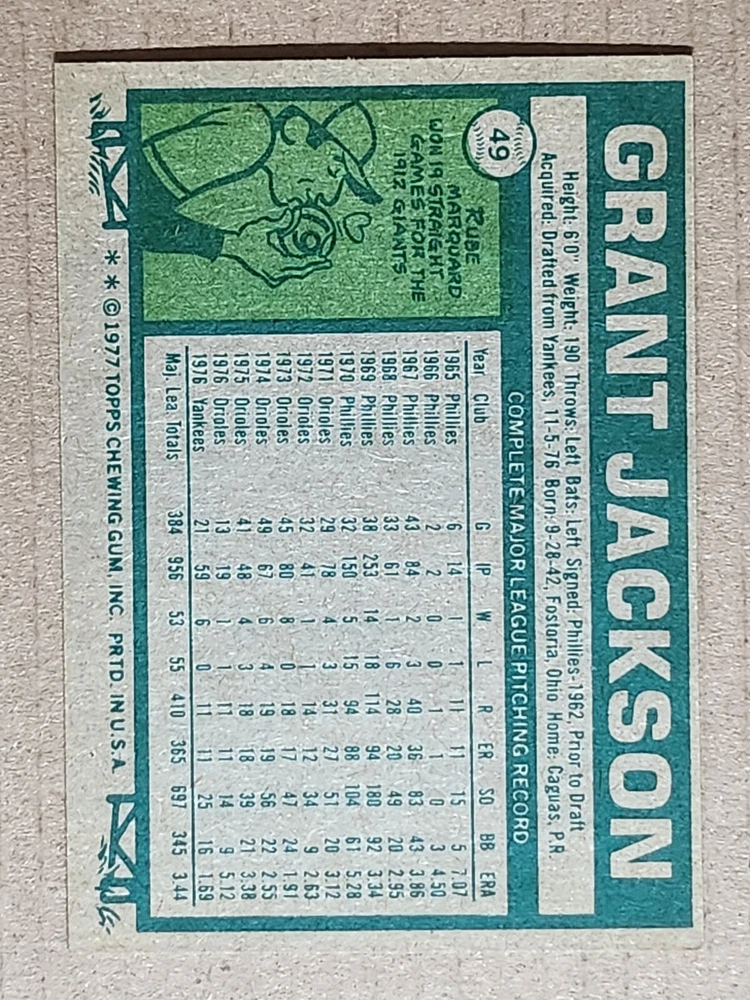 GRANT JACKSON
49
Height: 6'0" Weight: 190 Throws: Left Bats: Left Signed: Phillies-1962, Prior to Draft
Acquired: Drafted from Yankees, 11-5-76 Born: 9-28-42, Fostoria, Ohio Home: Caguas, P.R.
RUBE
MARQUARD
WON 19 STRAIGHT
GAMES FOR THE
1912 GIANTS.
COMPLETE MAJOR LEAGUE PITCHING RECORD
Year Club G IP W L R ER SO BB ERA
1965 Phillies 6 14 1 1 11 11 15 5 7.07
1966 Phillies 2 2 0 0 1 1 0 3 4.50
1967 Phillies 43 84 2 3 40 36 83 43 3.86
1968 Phillies 33 61 1 6 28 20 49 20 2.95
1969 Phillies 38 253 14 18 114 94 180 92 3.34
1970 Phillies 32 150 5 15 94 88 104 61 5.28
1971 Orioles 29 78 4 3 31 27 51 20 3.12
1972 Orioles 32 41 1 1 14 12 34 9 2.63
1973 Orioles 45 80 8 0 18 17 47 24 1.91
1974 Orioles 49 67 6 4 19 19 56 22 2.55
1975 Orioles 41 48 4 3 18 18 39 21 3.38
1976 Orioles 13 19 1 1 11 11 14 9 5.12
1976 Yankees 21 59 6 0 11 11 25 16 1.69
Maj. Lea. Totals 384 956 53 55 410 365 697 345 3.44
* * © 1977 TOPPS CHEWING GUM, INC. PRTD. IN U.S.A.